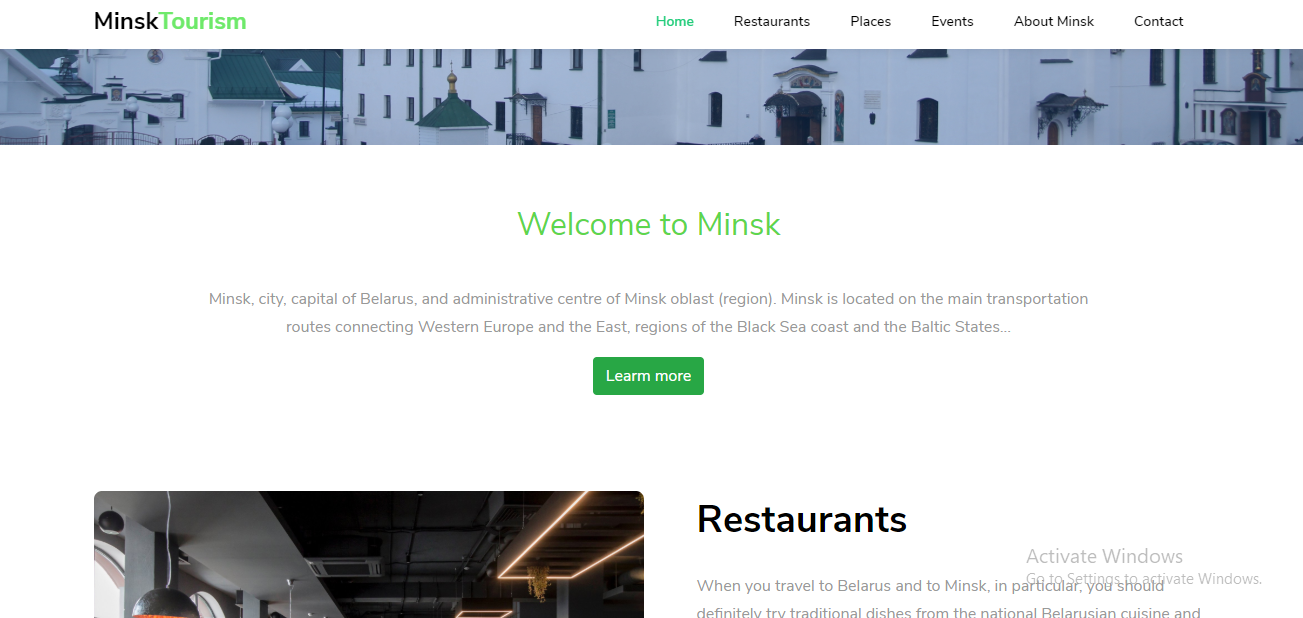 MinskTourism
Home Restaurants Places Events About Minsk Contact
Welcome to Minsk
Minsk, city, capital of Belarus, and administrative centre of Minsk oblast (region). Minsk is located on the main transportation
routes connecting Western Europe and the East, regions of the Black Sea coast and the Baltic States...
Learm more
Restaurants
When you travel to Belarus and to Minsk, in particular, you should
definitely try traditional dishes from the national Belarusian cuisine and
Activate Windows
Go to Settings to activate Windows.